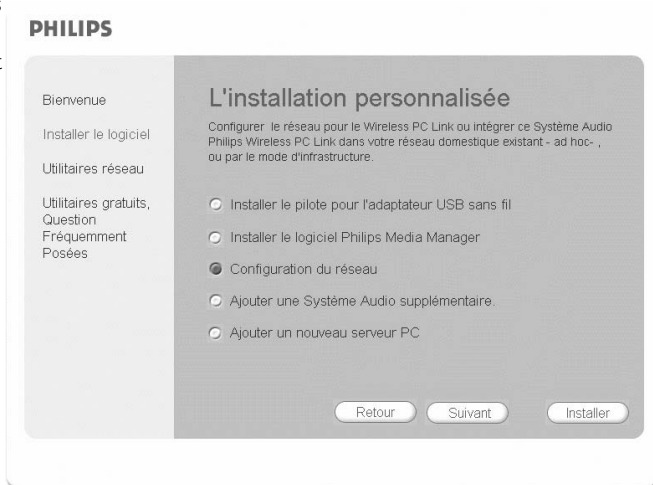 PHILIPS
Bienvenue
Installer le logiciel
Utilitaires réseau
Utilitaires gratuits,
Question
Fréquemment
Posées
L'installation personnalisée
Configurer le réseau pour le Wireless PC Link ou intégrer ce Système Audio
Philips Wireless PC Link dans votre réseau domestique existant - ad hoc- ,
ou par le mode d'infrastructure.
Installer le pilote pour l'adaptateur USB sans fil
Installer le logiciel Philips Media Manager
Configuration du réseau
Ajouter une Système Audio supplémentaire.
Ajouter un nouveau serveur PC
Retour
Suivant
Installer